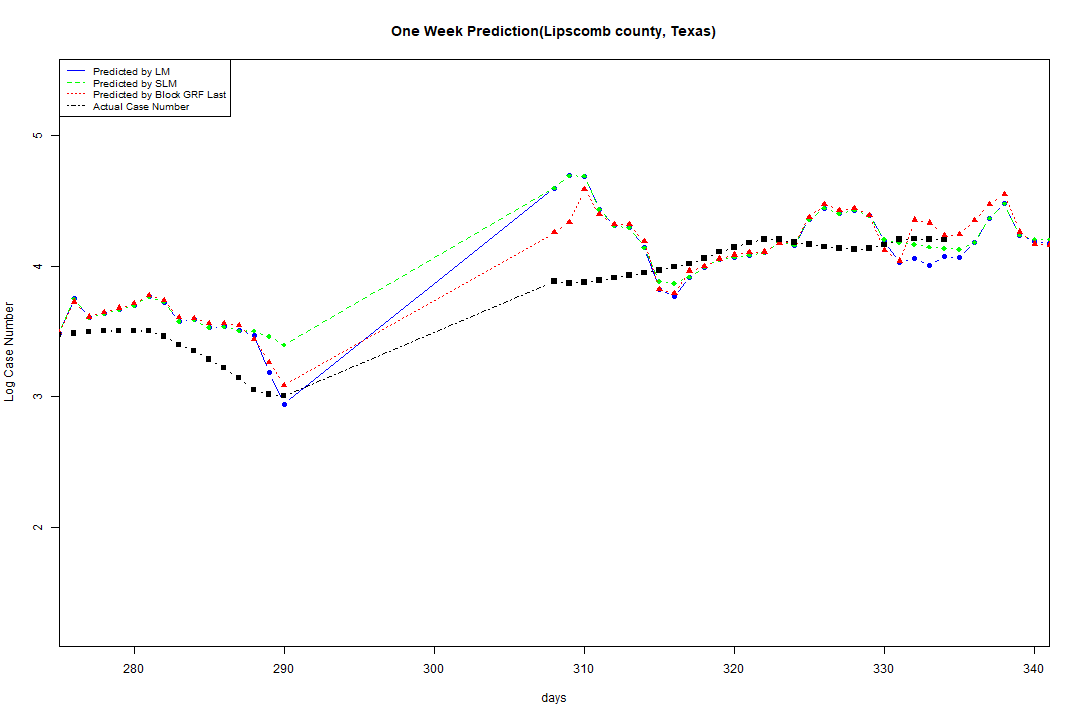 One Week Prediction(Lipscomb county, Texas)
Predicted by LM
Predicted by SLM
Predicted by Block GRF Last
Actual Case Number
5
4
3
2
Log Case Number
280 290 300 310 320 330 340
days